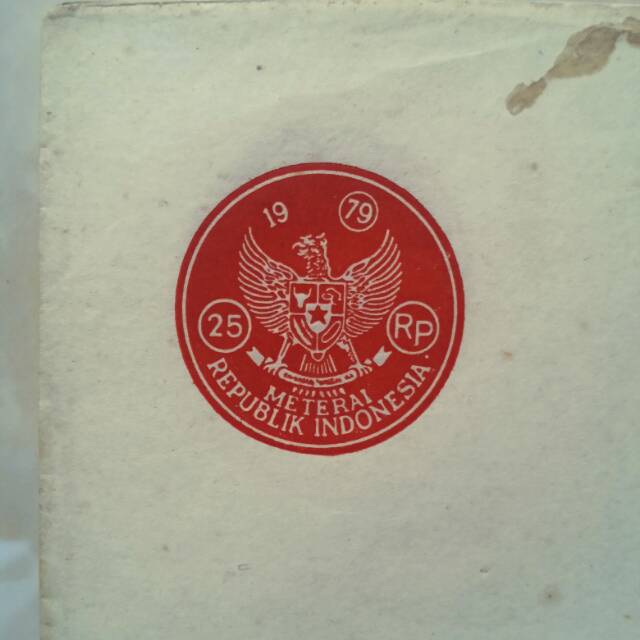 19 79
25 RP
METERAI
REPUBLIK INDONESIA.